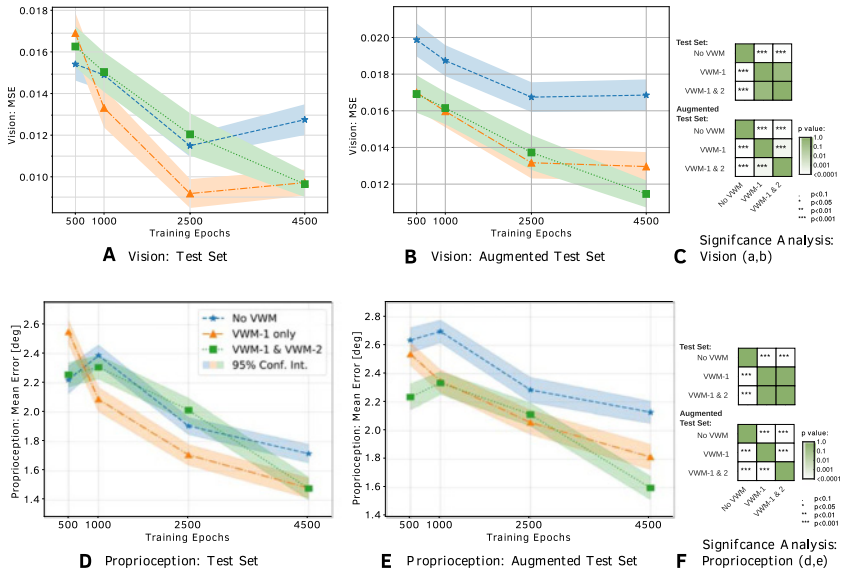 0.018
0.016
0.014
0.012
0.010
Vision: MSE
500 1000 2500 4500
Training Epochs
A Vision: Test Set
0.020
0.018
0.016
0.014
0.012
Vision: MSE
500 1000 2500 4500
Training Epochs
B Vision: Augmented Test Set
Test Set:
No VWM *** ***
VWM-1 ***
VWM-1 & 2 ***
Augmented
Test Set:
No VWM *** ***
VWM-1 *** ***
VWM-1 & 2 *** ***
No VWM
VWM-1
VWM-1 & 2
p value:
1.0
0.1
0.01
0.001
<0.0001
. p<0.1
* p<0.05
** p<0.01
*** p<0.001
C Signifcance Analysis:
Vision (a,b)
2.6
2.4
2.2
2.0
1.8
1.6
1.4
Proprioception: Mean Error [deg]
No VWM
VWM-1 only
VWM-1 & VWM-2
95% Conf. Int.
500 1000 2500 4500
Training Epochs
D Proprioception: Test Set
2.8
2.6
2.4
2.2
2.0
1.8
1.6
1.4
Proprioception: Mean Error [deg]
500 1000 2500 4500
Training Epochs
E Proprioception: Augmented Test Set
Test Set:
No VWM *** ***
VWM-1 ***
VWM-1 & 2 ***
Augmented
Test Set:
No VWM *** ***
VWM-1 *** ***
VWM-1 & 2 *** ***
No VWM
VWM-1
VWM-1 & 2
p value:
1.0
0.1
0.01
0.001
<0.0001
. p<0.1
* p<0.05
** p<0.01
*** p<0.001
F Signifcance Analysis:
Proprioception (d,e)